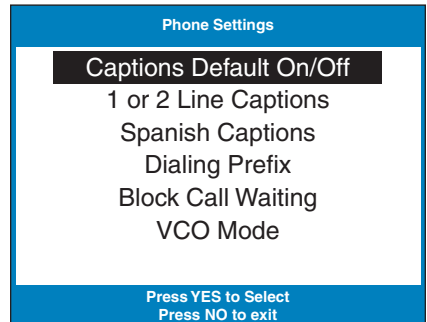 Phone Settings
Captions Default On/Off
1 or 2 Line Captions
Spanish Captions
Dialing Prefix
Block Call Waiting
VCO Mode
Press YES to Select
Press NO to exit